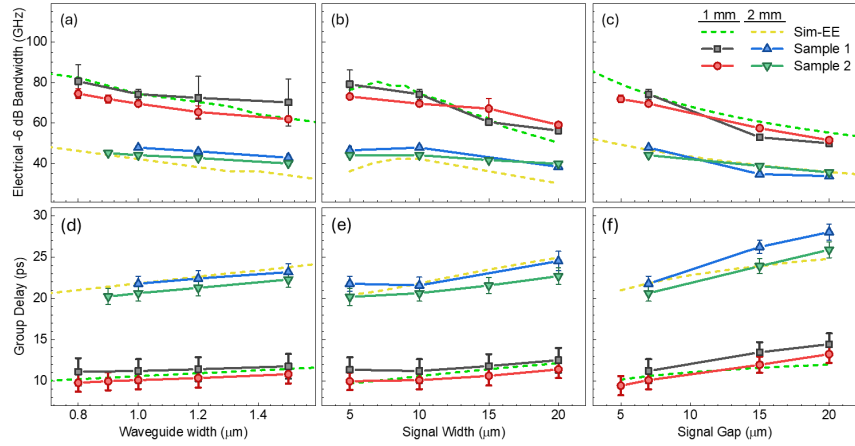 (a) (b) (c)
1 mm 2 mm
Sim-EE
Sample 1
Sample 2
Electrical -6 dB Bandwidth (GHz)
100
80
60
40
20
(d) (e) (f)
Group Delay (ps)
30
25
20
15
10
0.8 1.0 1.2 1.4
5 10 15 20
5 10 15 20
Waveguide width (μm) Signal Width (μm) Signal Gap (μm)